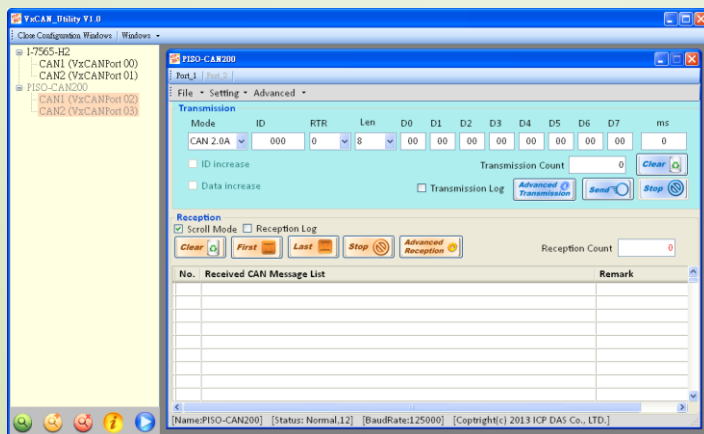 VxCAN_Utility V1.0
Close Configuration Windows Windows
I-7565-H2
CAN1 (VxCANPort 00)
CAN2 (VxCANPort 01)
PISO-CAN200
CAN1 (VxCANPort 02)
CAN2 (VxCANPort 03)
PISO-CAN200
Port_1 Port_2
File Setting Advanced
Transmission
Mode ID RTR Len D0 D1 D2 D3 D4 D5 D6 D7 ms
CAN 2.0A 000 0 8 00 00 00 00 00 00 00 00 0
ID increase Transmission Count 0 Clear
Data increase Transmission Log Advanced Transmission Send Stop
Reception
Scroll Mode Reception Log
Clear First Last Stop Advanced Reception Reception Count 0
No. Received CAN Message List Remark
[Name:PISO-CAN200] [Status: Normal,12] [BaudRate:125000] [Coptright(c) 2013 ICP DAS Co., LTD.]